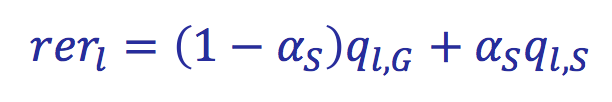 rer_l = (1 − α_S)q_{l,G} + α_S q_{l,S}